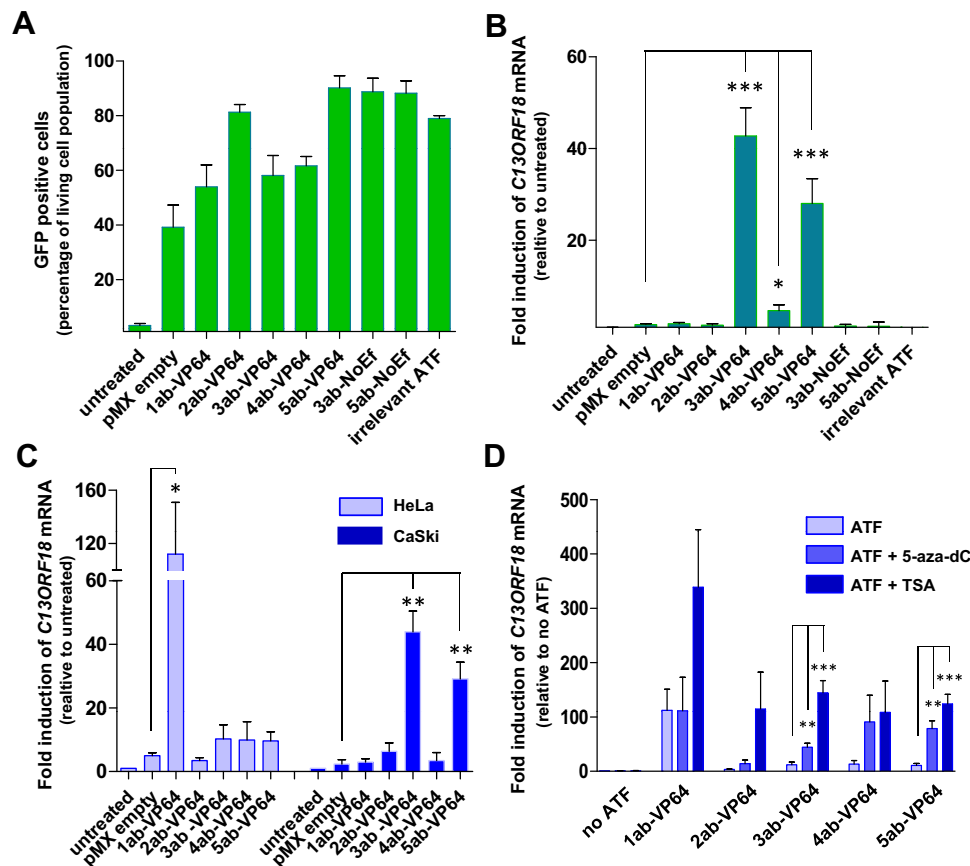 A
GFP positive cells
(percentage of living cell population)
100
80
60
40
20
untreated
pMX empty
1ab-VP64
2ab-VP64
3ab-VP64
4ab-VP64
5ab-VP64
3ab-NoEf
5ab-NoEf
irrelevant ATF
B
Fold induction of C13ORF18 mRNA
(realtive to untreated)
60
40
20
***
*
***
untreated
pMX empty
1ab-VP64
2ab-VP64
3ab-VP64
4ab-VP64
5ab-VP64
3ab-NoEf
5ab-NoEf
irrelevant ATF
C
Fold induction of C13ORF18 mRNA
(realtive to untreated)
160
120
60
40
20
0
*
**
**
HeLa
CaSki
untreated
pMX empty
1ab-VP64
2ab-VP64
3ab -VP64
4ab-VP64
5ab-VP64
untreated
pMX empty
1ab-VP64
2ab-VP64
3ab -VP64
4ab-VP64
5ab-VP64
D
Fold induction of C13ORF18 mRNA
(relative to no ATF)
500
400
300
200
100
0
ATF
ATF + 5-aza-dC
ATF + TSA
**
***
**
***
no ATF
1ab-VP64
2ab-VP64
3ab-VP64
4ab-VP64
5ab-VP64